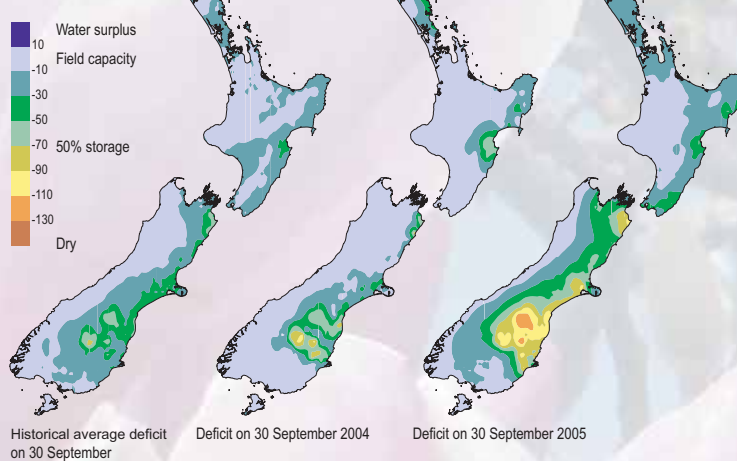 Water surplus
10
Field capacity
-10
-30
-50
50% storage
-70
-90
-110
-130
Dry
Historical average deficit
on 30 September
Deficit on 30 September 2004
Deficit on 30 September 2005